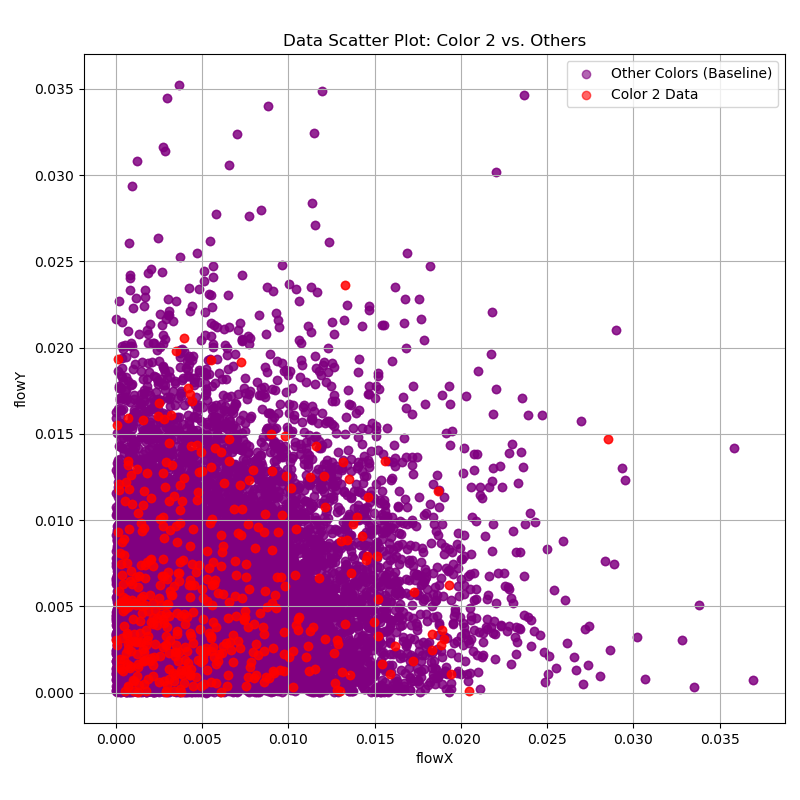 Data Scatter Plot: Color 2 vs. Others
Other Colors (Baseline)
Color 2 Data
flowY
0.035
0.030
0.025
0.020
0.015
0.010
0.005
0.000
0.000 0.005 0.010 0.015 0.020 0.025 0.030 0.035
flowX